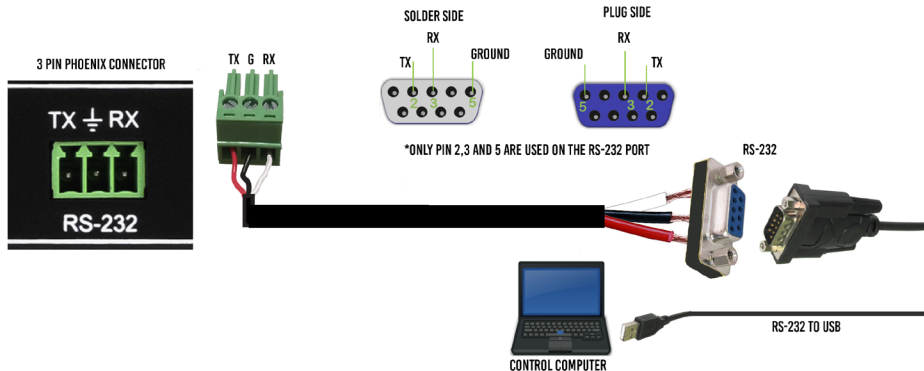 3 PIN PHOENIX CONNECTOR
TX RX
RS-232
TX G RX
SOLDER SIDE
RX
TX
GROUND
2 3 5
PLUG SIDE
RX
GROUND
TX
5 3 2
*ONLY PIN 2,3 AND 5 ARE USED ON THE RS-232 PORT
RS-232
RS-232 TO USB
CONTROL COMPUTER